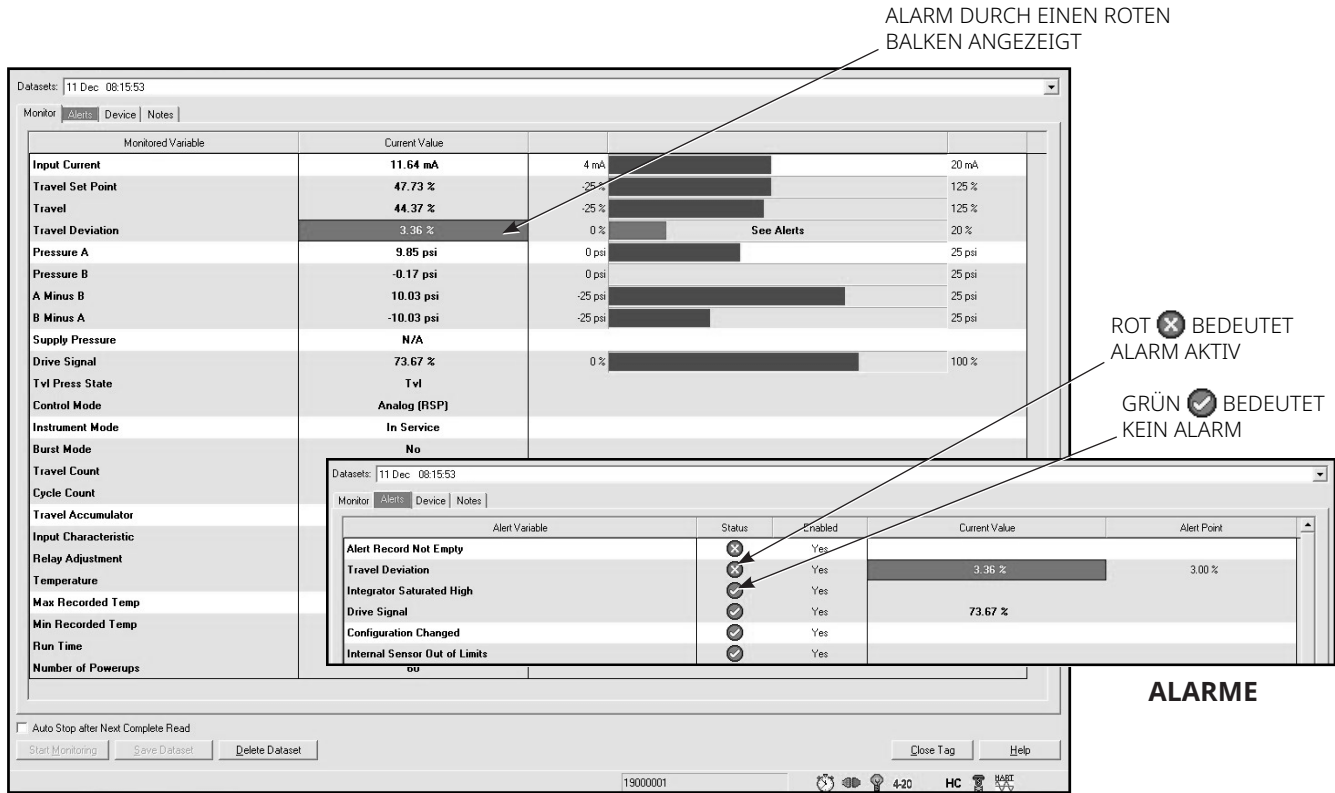 ALARM DURCH EINEN ROTEN
BALKEN ANGEZEIGT
Datasets: 11 Dec 08:15:53
Monitor Alerts Device Notes
Monitored Variable Current Value
Input Current 11.64 mA 4 mA 20 mA
Travel Set Point 47.73 % -25 % 125 %
Travel 44.37 % -25 % 125 %
Travel Deviation 3.36 % 0 % See Alerts 20 %
Pressure A 9.85 psi 0 psi 25 psi
Pressure B -0.17 psi 0 psi 25 psi
A Minus B 10.03 psi -25 psi 25 psi
B Minus A -10.03 psi -25 psi 25 psi
Supply Pressure N/A
Drive Signal 73.67 % 0 % 100 %
Tvl Press State Tvl
Control Mode Analog (RSP)
Instrument Mode In Service
Burst Mode No
Travel Count
Cycle Count
Travel Accumulator
Input Characteristic
Relay Adjustment
Temperature
Max Recorded Temp
Min Recorded Temp
Run Time
Number of Powerups 60
ROT BEDEUTET
ALARM AKTIV
GRÜN BEDEUTET
KEIN ALARM
Datasets: 11 Dec 08:15:53
Monitor Alerts Device Notes
Alert Variable Status Enabled Current Value Alert Point
Alert Record Not Empty Yes
Travel Deviation Yes 3.36 % 3.00 %
Integrator Saturated High Yes
Drive Signal Yes 73.67 %
Configuration Changed Yes
Internal Sensor Out of Limits Yes
ALARME
Auto Stop after Next Complete Read
Start Monitoring Save Dataset Delete Dataset Close Tag Help
19000001 4-20 HC HART